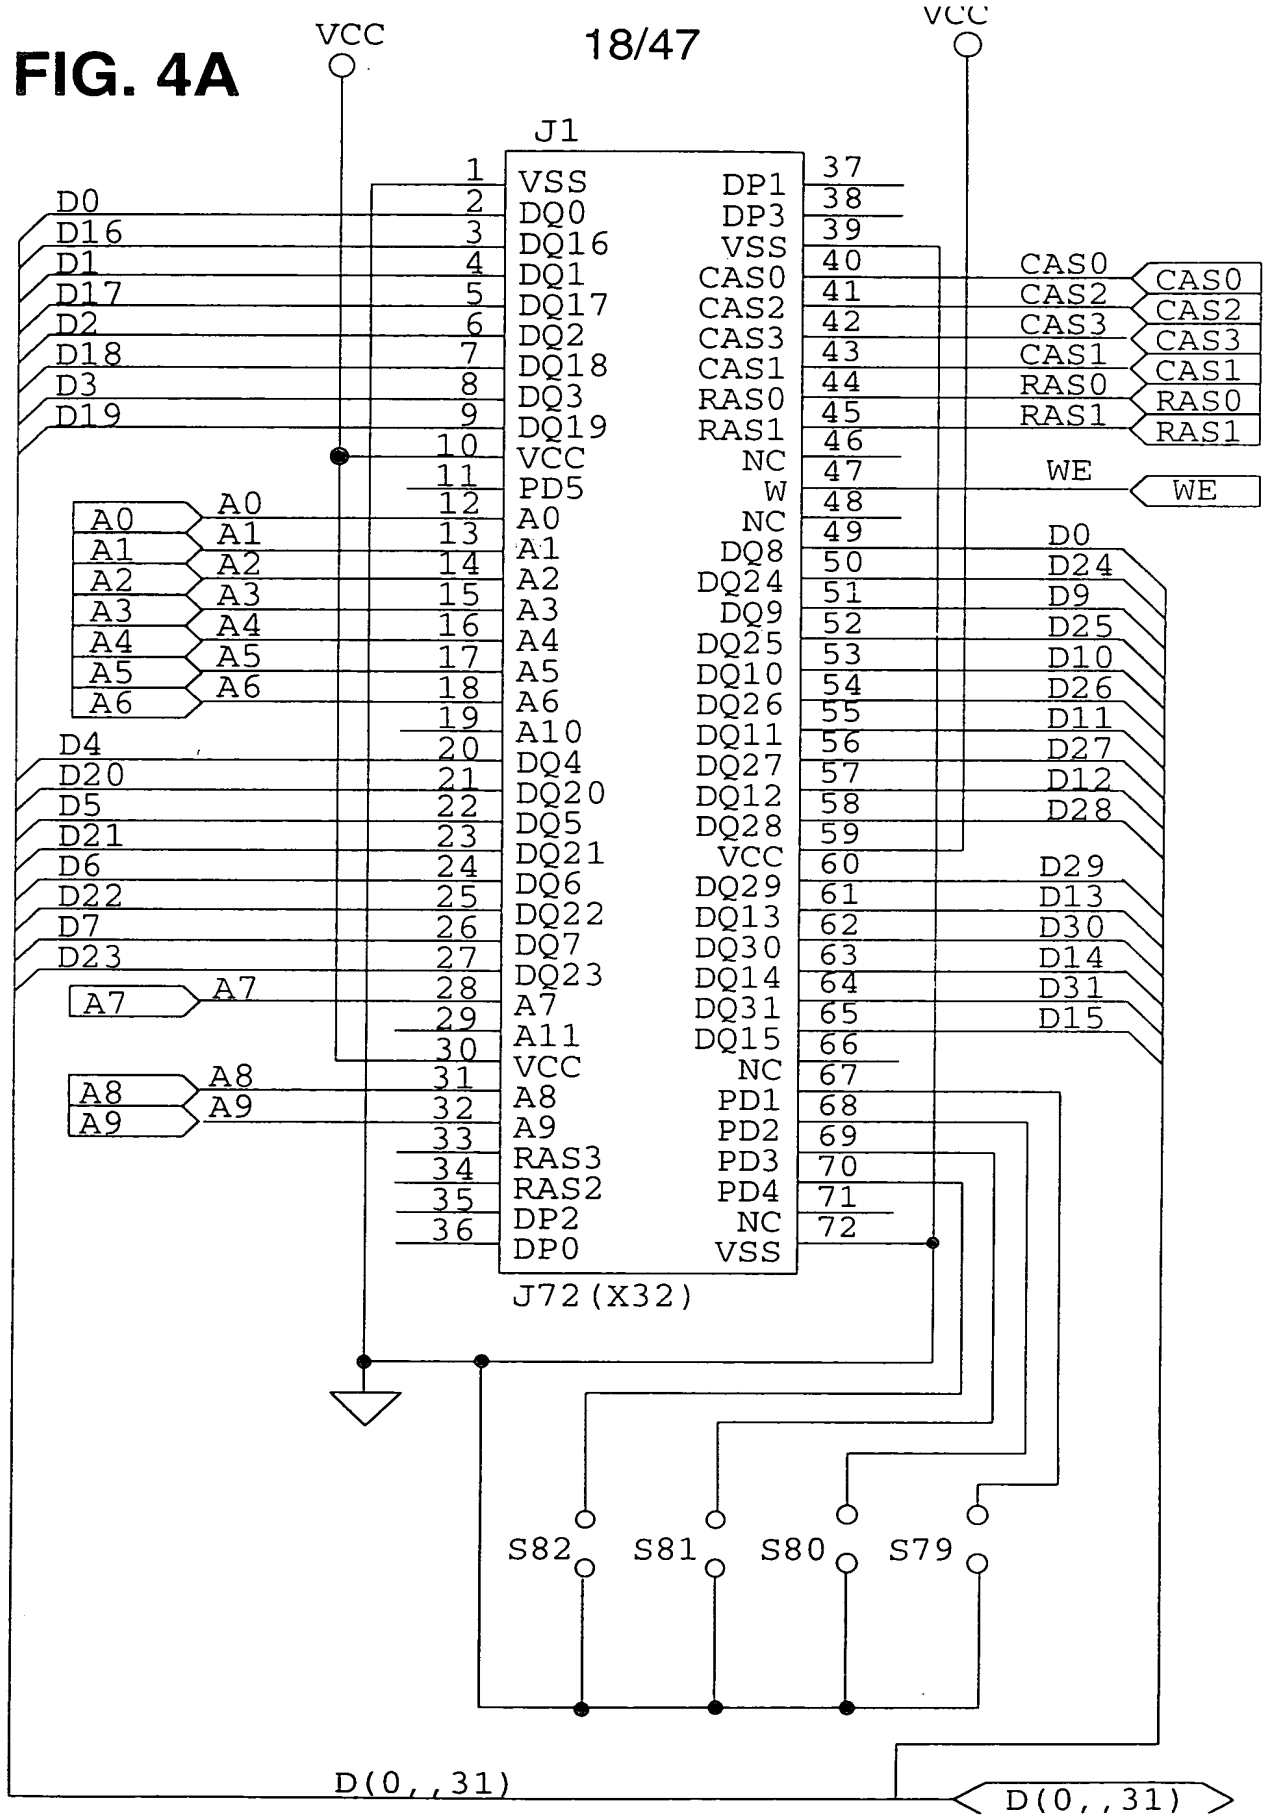 VCC
18/47
VCC
FIG. 4A
J1
1 VSS DP1 37
D0 2 DQ0 DP3 38
D16 3 DQ16 VSS 39
D1 4 DQ1 CAS0 40 CAS0 CAS0
D17 5 DQ17 CAS2 41 CAS2 CAS2
D2 6 DQ2 CAS3 42 CAS3 CAS3
D18 7 DQ18 CAS1 43 CAS1 CAS1
D3 8 DQ3 RAS0 44 RAS0 RAS0
D19 9 DQ19 RAS1 45 RAS1 RAS1
10 VCC NC 46
11 PD5 W 47 WE WE
A0 A0 12 A0 NC 48
A1 A1 13 A1 DQ8 49 D0
A2 A2 14 A2 DQ24 50 D24
A3 A3 15 A3 DQ9 51 D9
A4 A4 16 A4 DQ25 52 D25
A5 A5 17 A5 DQ10 53 D10
A6 A6 18 A6 DQ26 54 D26
19 A10 DQ11 55 D11
D4 20 DQ4 DQ27 56 D27
D20 21 DQ20 DQ12 57 D12
D5 22 DQ5 DQ28 58 D28
D21 23 DQ21 VCC 59
D6 24 DQ6 DQ29 60 D29
D22 25 DQ22 DQ13 61 D13
D7 26 DQ7 DQ30 62 D30
D23 27 DQ23 DQ14 63 D14
A7 A7 28 A7 DQ31 64 D31
29 A11 DQ15 65 D15
30 VCC NC 66
A8 A8 31 A8 PD1 67
A9 A9 32 A9 PD2 68
33 RAS3 PD3 69
34 RAS2 PD4 70
35 DP2 NC 71
36 DP0 VSS 72
J72(X32)
S82 S81 S80 S79
D(0,,31)
D(0,,31)